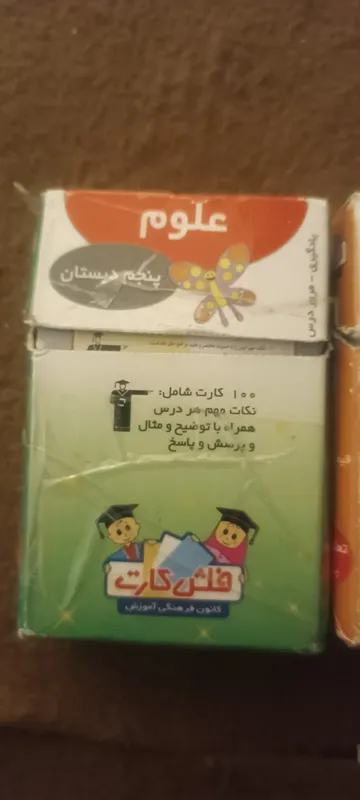 علوم
پنجم دبستان
یادگیری - مرور درس
۱۰۰ کارت شامل:
نکات مهم هر درس
همراه با توضیح و مثال
و پرسش و پاسخ
فلش کارت
کانون فرهنگی آموزش